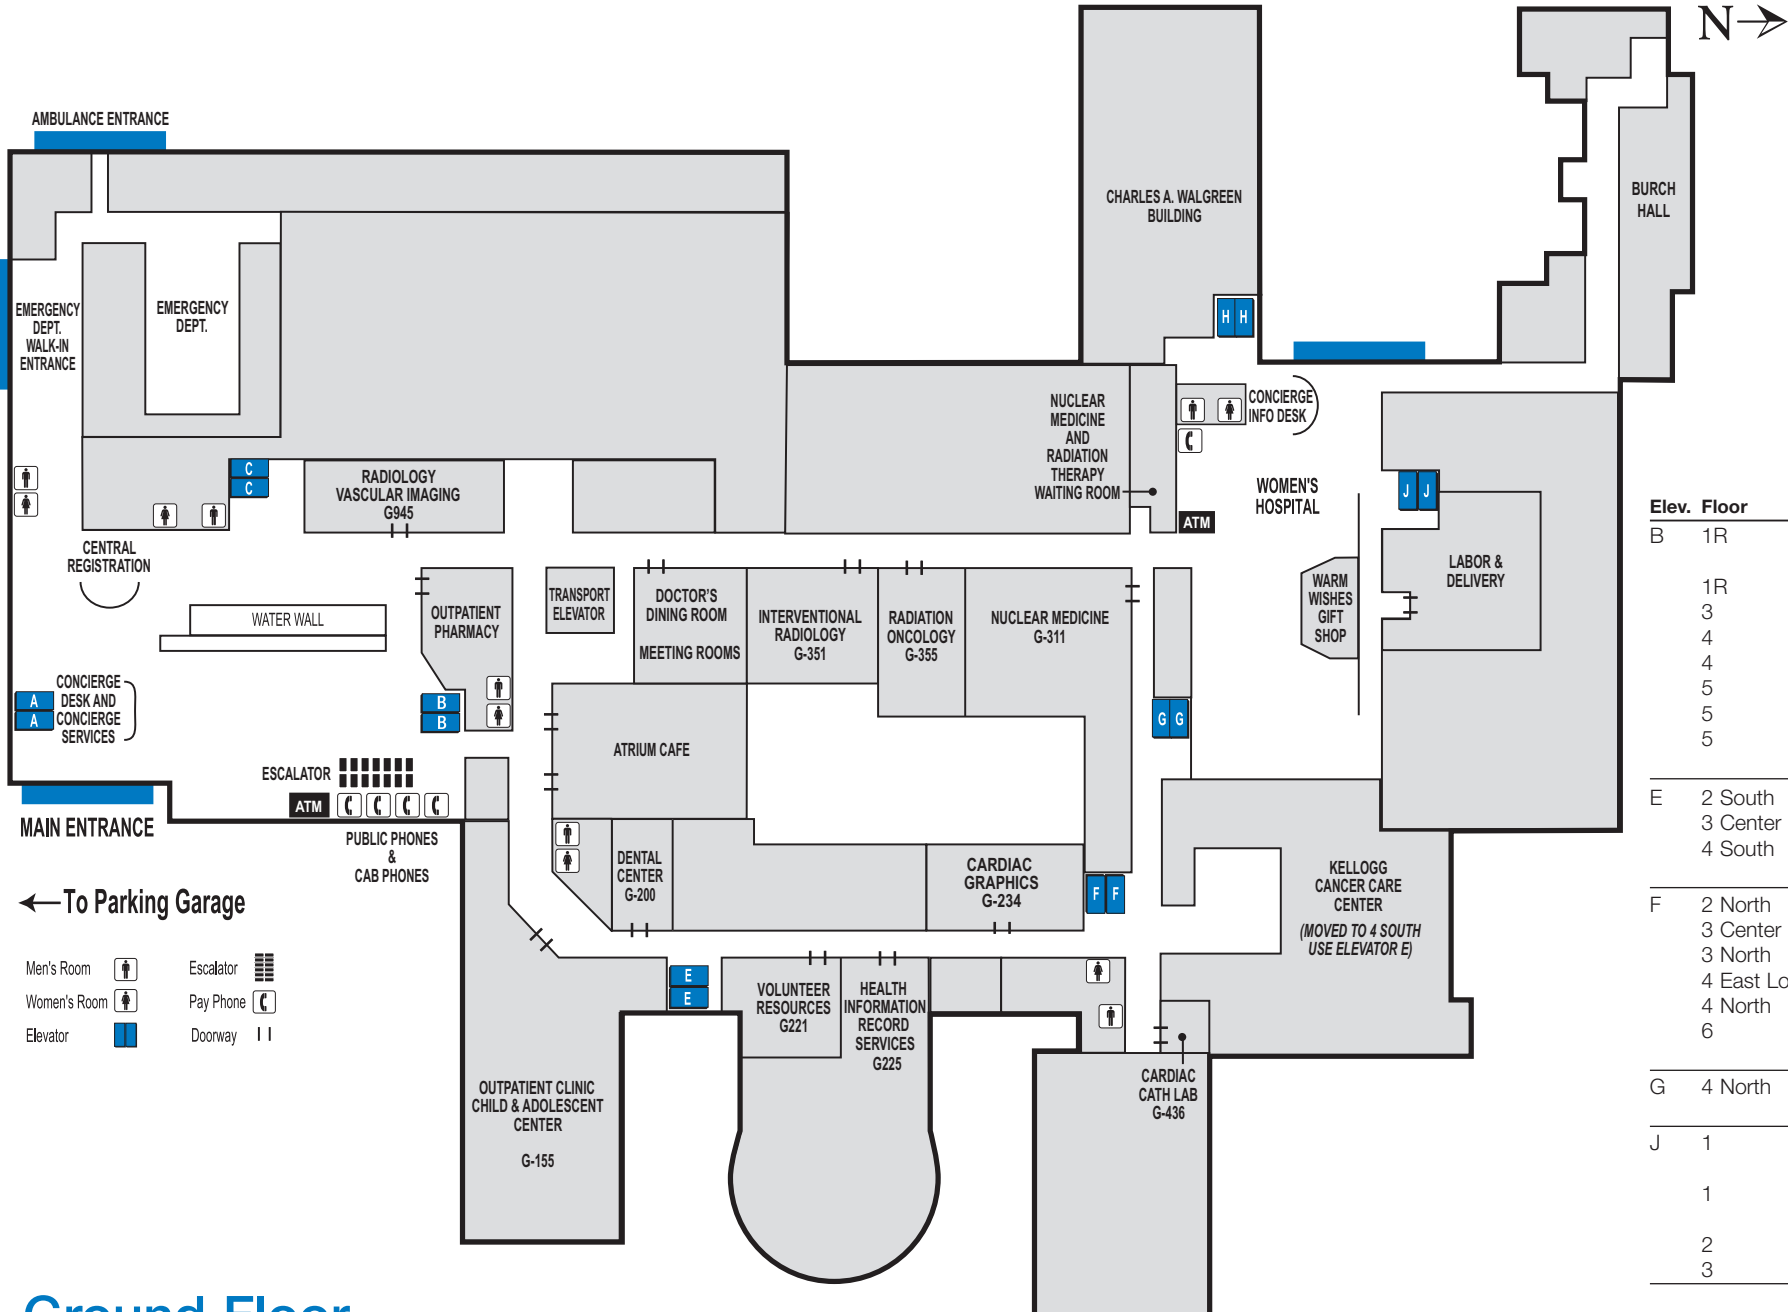 N
AMBULANCE ENTRANCE
CHARLES A. WALGREEN
BUILDING
BURCH
HALL
EMERGENCY
DEPT.
WALK-IN
ENTRANCE
EMERGENCY
DEPT.
H H
CONCIERGE
INFO DESK
NUCLEAR
MEDICINE
AND
RADIATION
THERAPY
WAITING ROOM
C
C
RADIOLOGY
VASCULAR IMAGING
G945
WOMEN'S
HOSPITAL
J J
ATM
CENTRAL
REGISTRATION
LABOR &
DELIVERY
WATER WALL
OUTPATIENT
PHARMACY
TRANSPORT
ELEVATOR
DOCTOR'S
DINING ROOM
MEETING ROOMS
INTERVENTIONAL
RADIOLOGY
G-351
RADIATION
ONCOLOGY
G-355
NUCLEAR MEDICINE
G-311
WARM
WISHES
GIFT
SHOP
A
A
CONCIERGE
DESK AND
CONCIERGE
SERVICES
B
B
G G
ATRIUM CAFE
ESCALATOR
ATM
MAIN ENTRANCE
PUBLIC PHONES
&
CAB PHONES
DENTAL
CENTER
G-200
CARDIAC
GRAPHICS
G-234
F F
KELLOGG
CANCER CARE
CENTER
(MOVED TO 4 SOUTH
USE ELEVATOR E)
To Parking Garage
Men's Room
Escalator
Women's Room
Pay Phone
Elevator
Doorway
E
E
VOLUNTEER
RESOURCES
G221
HEALTH
INFORMATION
RECORD
SERVICES
G225
OUTPATIENT CLINIC
CHILD & ADOLESCENT
CENTER
G-155
CARDIAC
CATH LAB
G-436
Elev. Floor
B 1R
1R
3
4
4
5
5
5
E 2 South
3 Center
4 South
F 2 North
3 Center
3 North
4 East Lo
4 North
6
G 4 North
J 1
1
2
3
Ground Floor